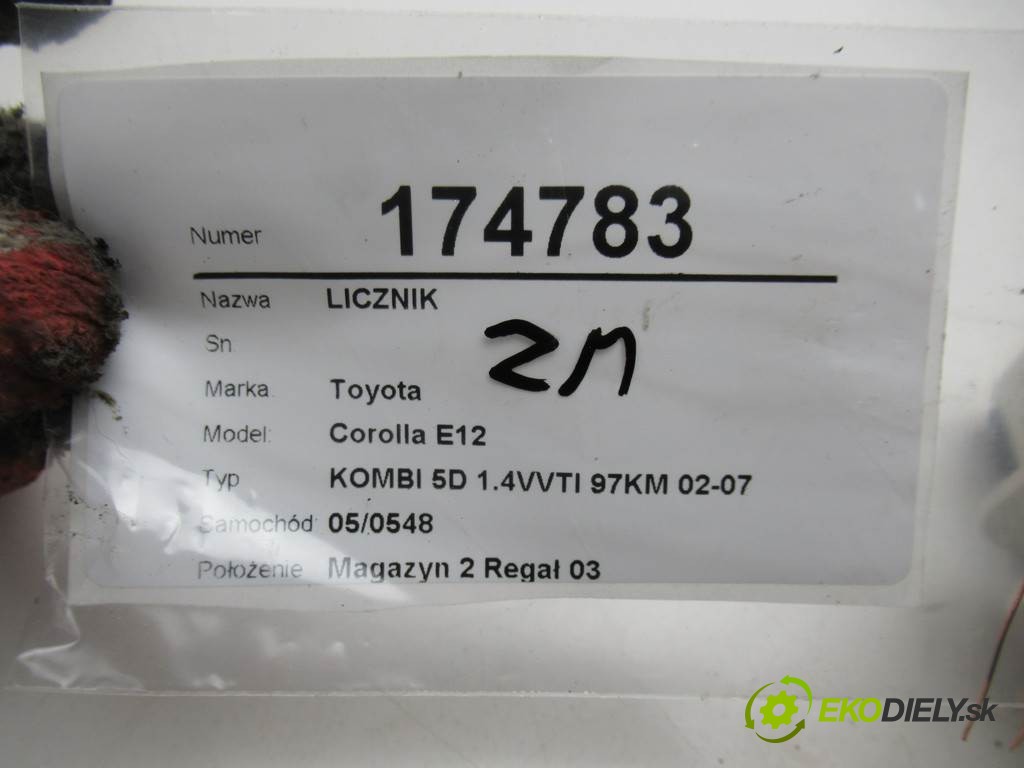 Numer 174783
Nazwa LICZNIK
Sn.
ZM
Marka Toyota
Model: Corolla E12
Typ KOMBI 5D 1.4VVTI 97KM 02-07
Samochód: 05/0548
Położenie Magazyn 2 Regał 03
EKODIELY.sk